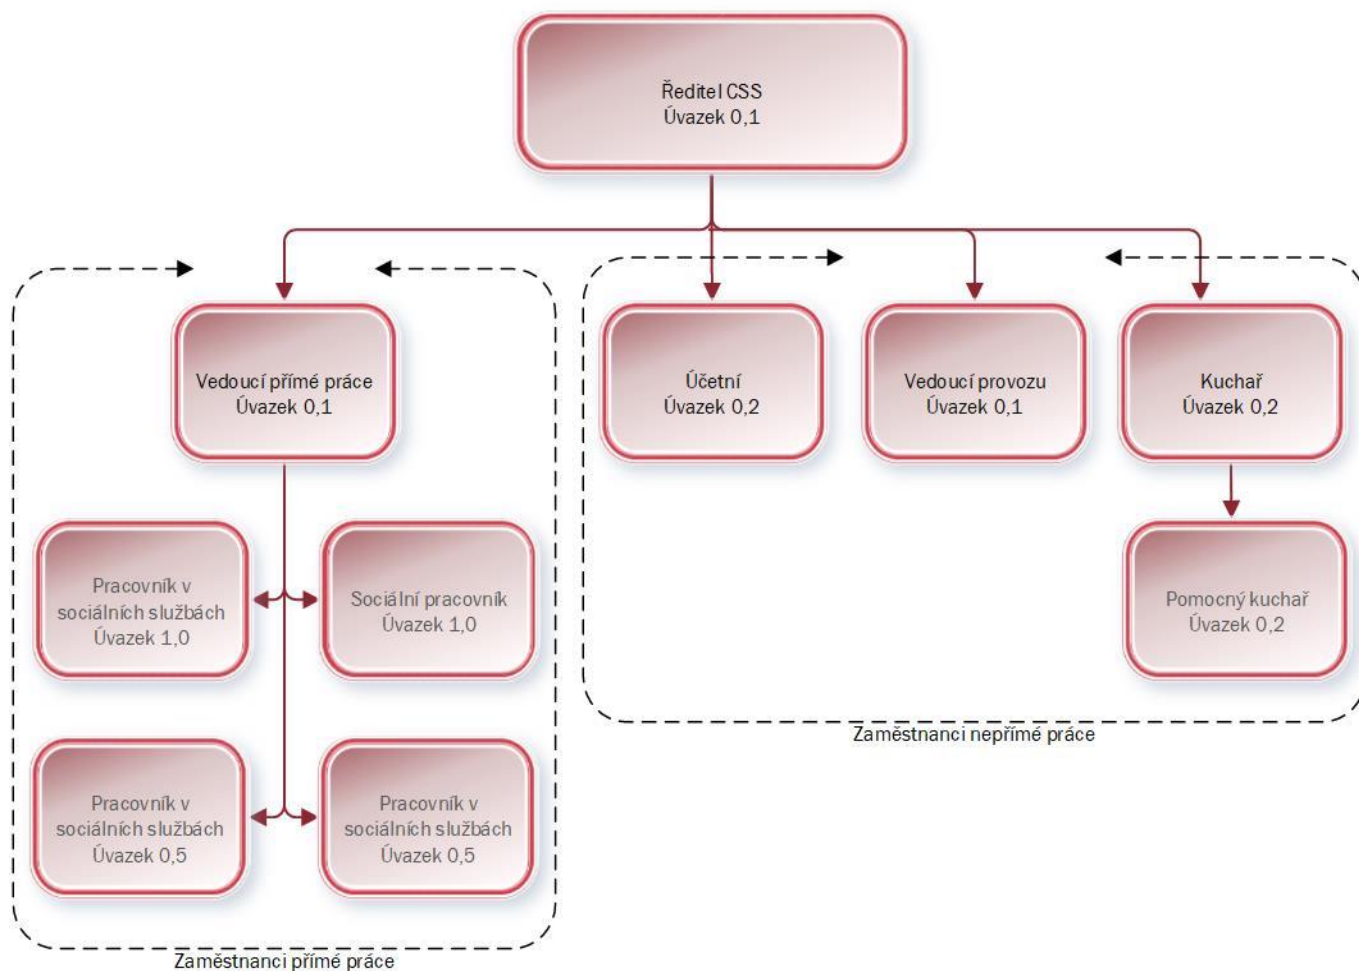 Ředitel CSS
Úvazek 0,1
Vedoucí přímé práce
Úvazek 0,1
Účetní
Úvazek 0,2
Vedoucí provozu
Úvazek 0,1
Kuchař
Úvazek 0,2
Pracovník v
sociálních službách
Úvazek 1,0
Sociální pracovník
Úvazek 1,0
Pomocný kuchař
Úvazek 0,2
Zaměstnanci nepřímé práce
Pracovník v
sociálních službách
Úvazek 0,5
Pracovník v
sociálních službách
Úvazek 0,5
Zaměstnanci přímé práce